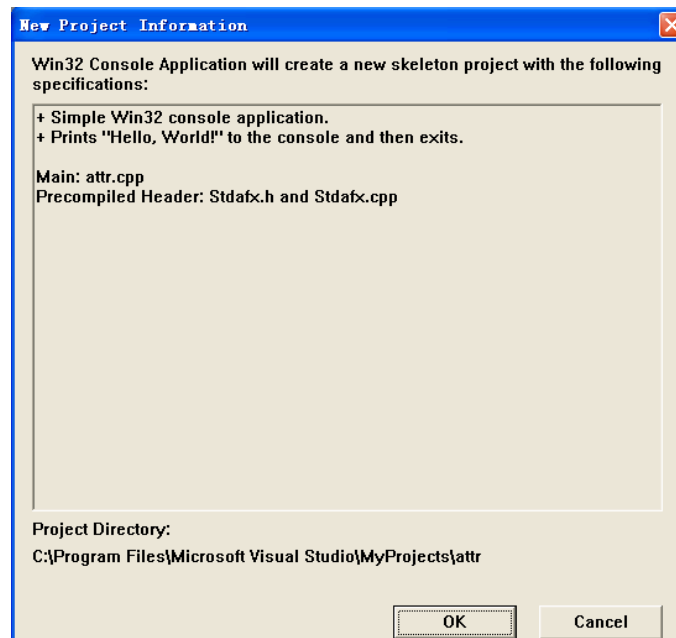 New Project Information
Win32 Console Application will create a new skeleton project with the following
specifications:
+ Simple Win32 console application.
+ Prints "Hello, World!" to the console and then exits.
Main: attr.cpp
Precompiled Header: Stdafx.h and Stdafx.cpp
Project Directory:
C:\Program Files\Microsoft Visual Studio\MyProjects\attr
OK Cancel